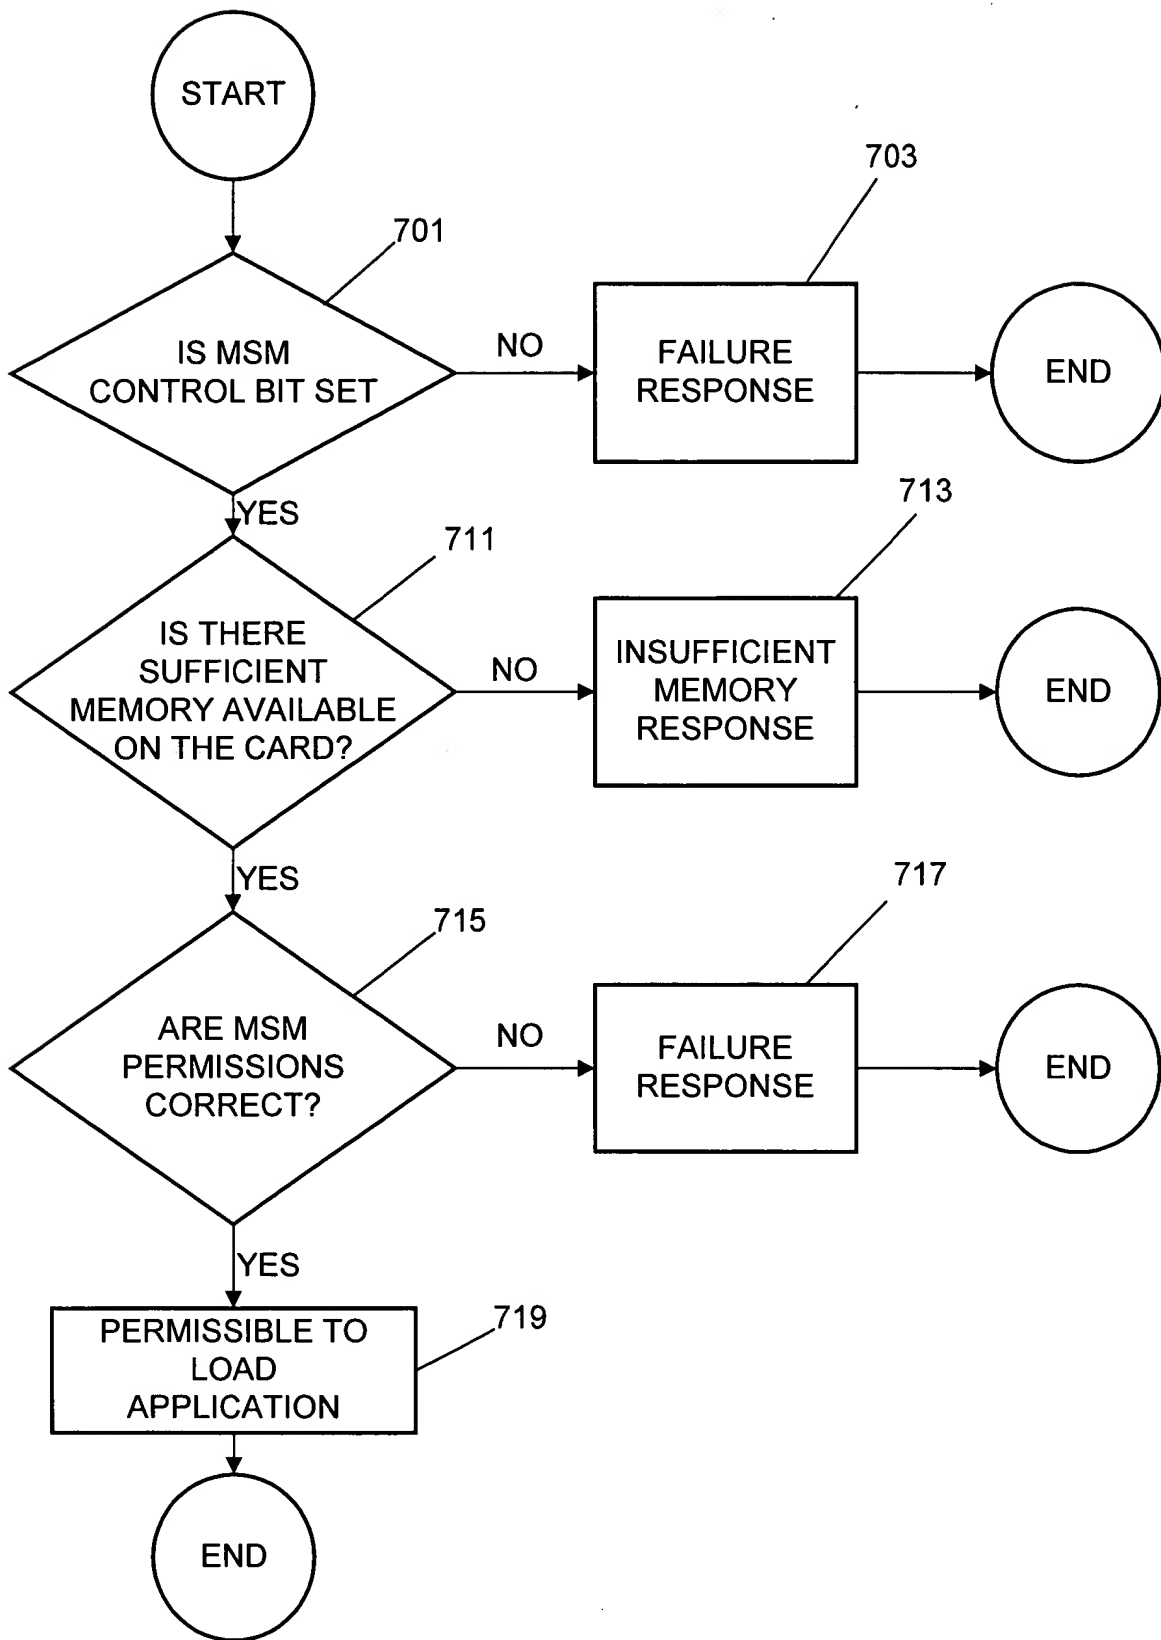 START
701
703
IS MSM
CONTROL BIT SET
NO
FAILURE
RESPONSE
END
YES
711
713
IS THERE
SUFFICIENT
MEMORY AVAILABLE
ON THE CARD?
NO
INSUFFICIENT
MEMORY
RESPONSE
END
YES
715
717
ARE MSM
PERMISSIONS
CORRECT?
NO
FAILURE
RESPONSE
END
YES
719
PERMISSIBLE TO
LOAD
APPLICATION
END